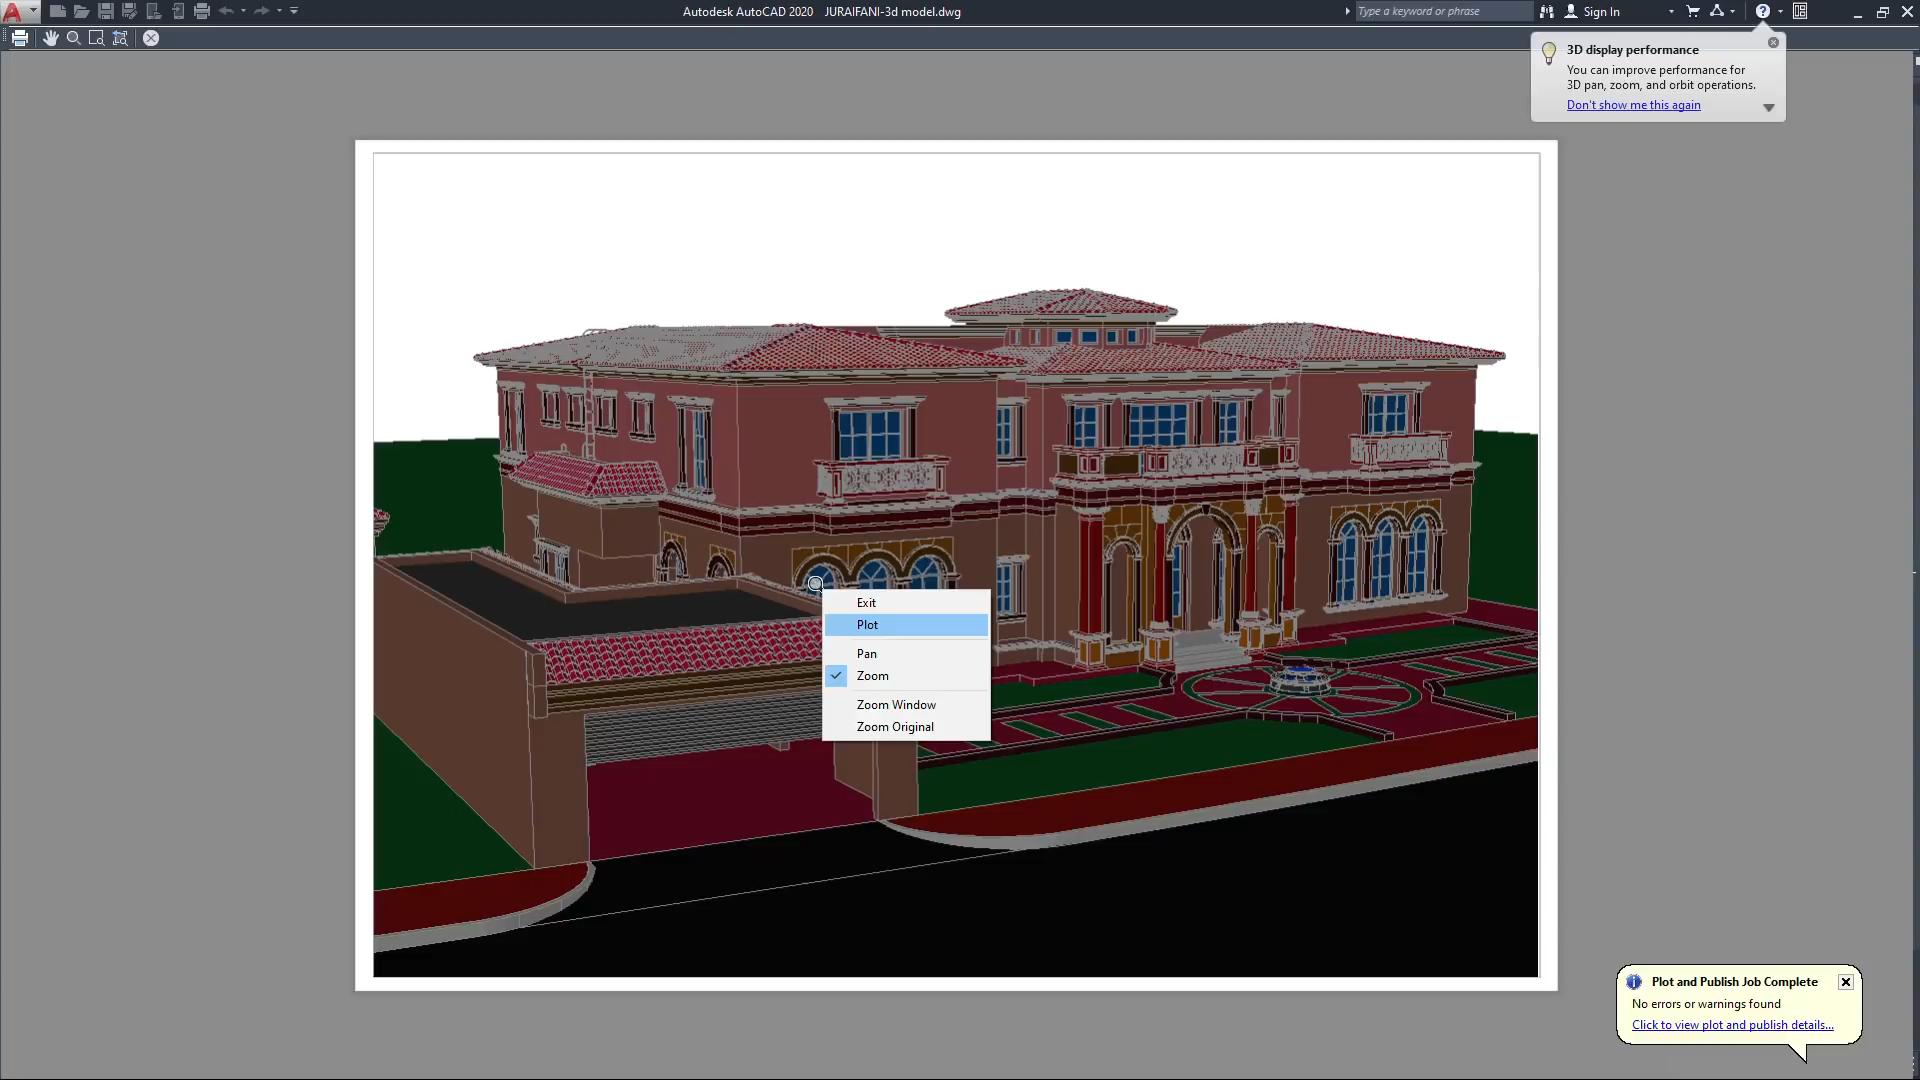 Autodesk AutoCAD 2020 JURAIFANI-3d model.dwg
Type a keyword or phrase
Sign In
3D display performance
You can improve performance for
3D pan, zoom, and orbit operations.
Don't show me this again
Exit
Plot
Pan
Zoom
Zoom Window
Zoom Original
Plot and Publish Job Complete
No errors or warnings found
Click to view plot and publish details...